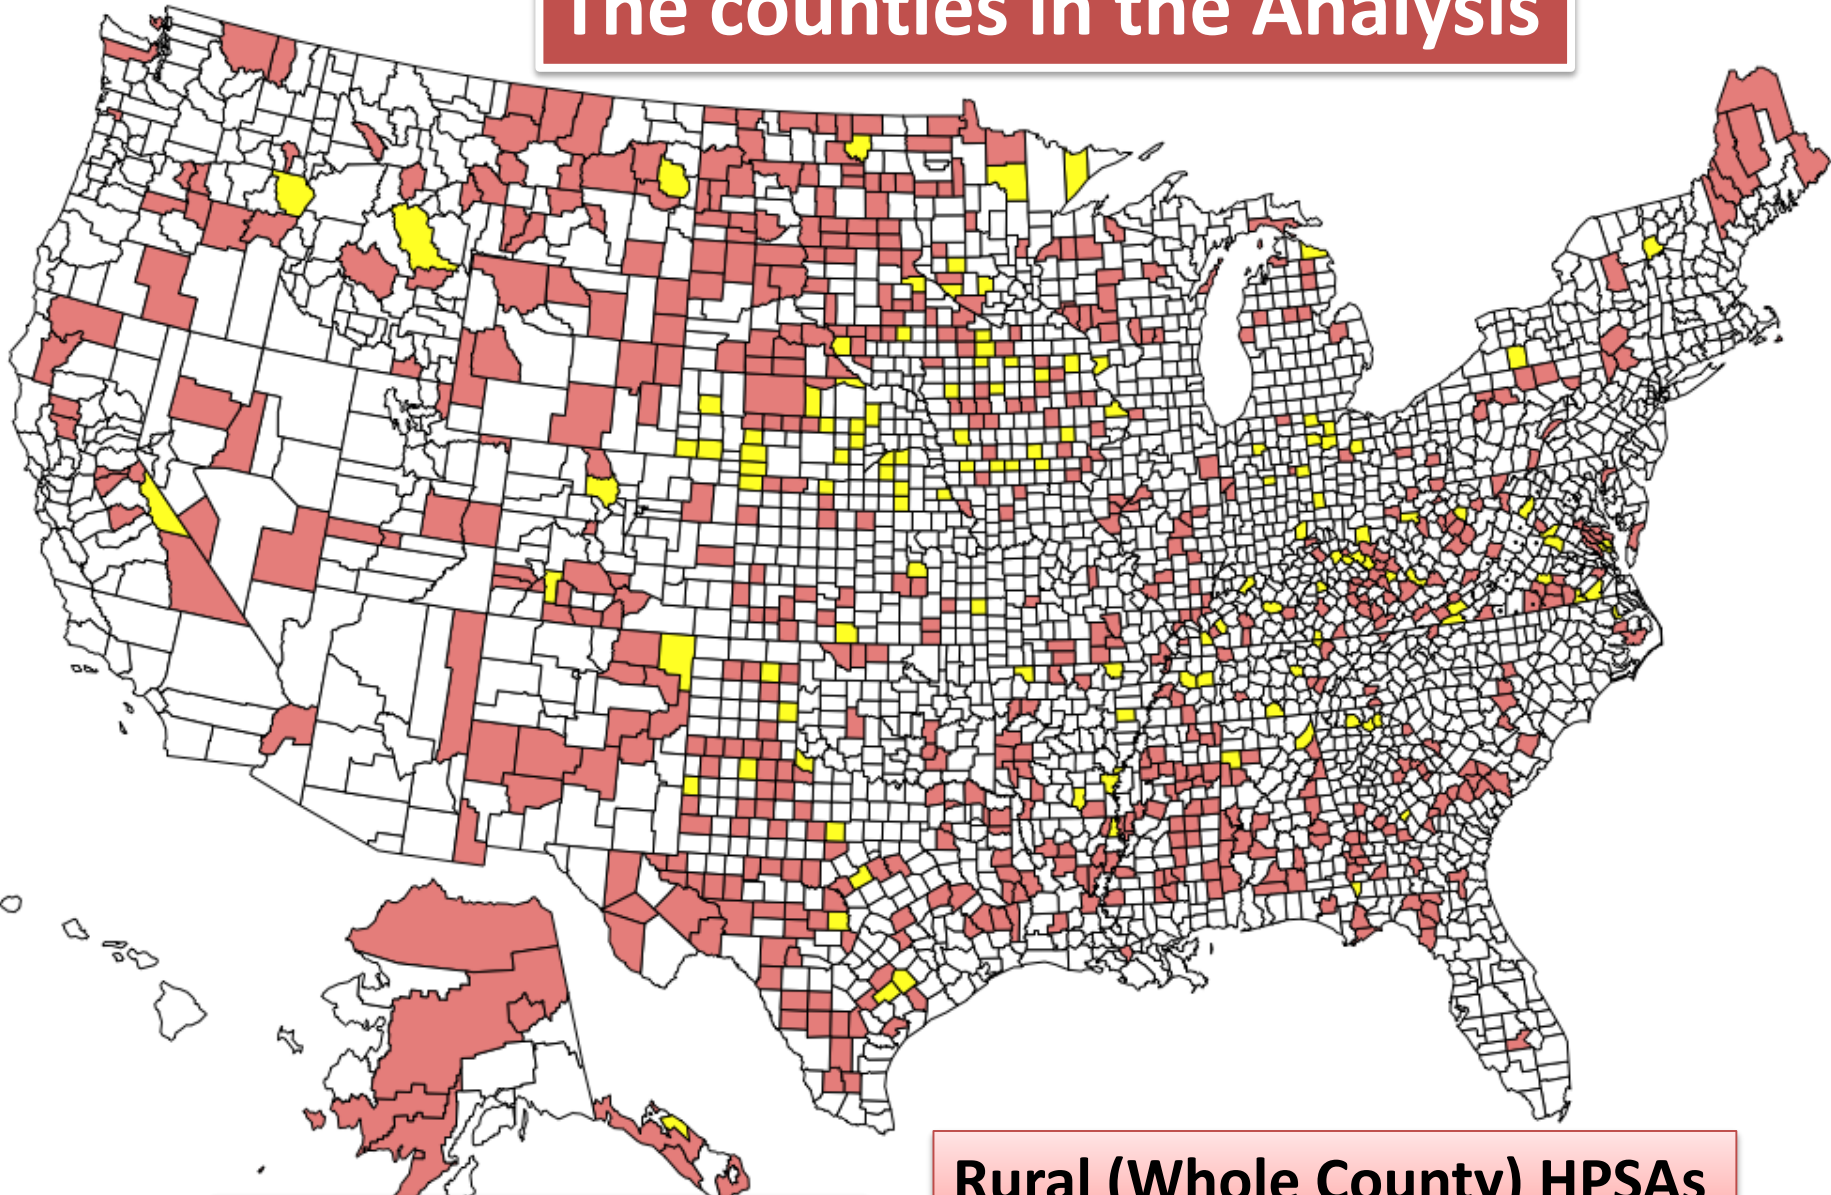 The counties in the Analysis
Rural (Whole County) HPSAs